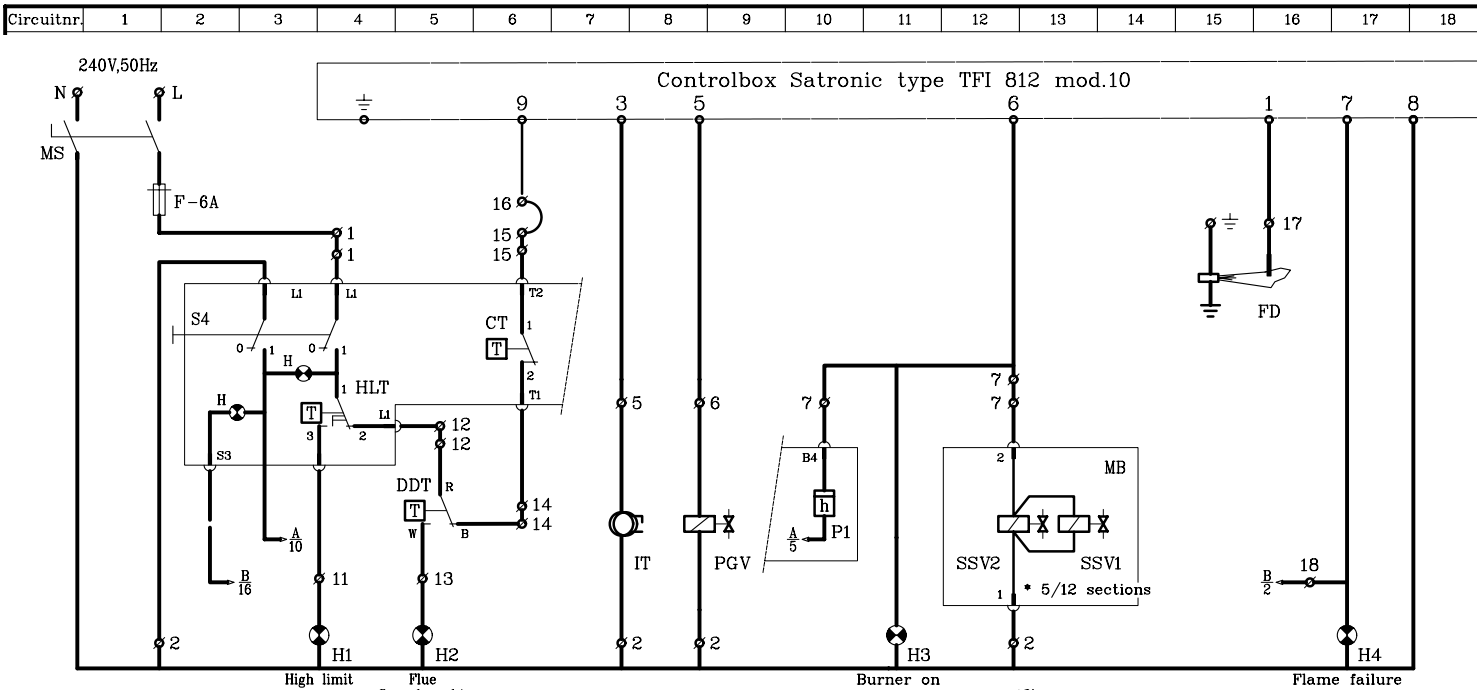 Circuitnr. 1 2 3 4 5 6 7 8 9 10 11 12 13 14 15 16 17 18
240V,50Hz
Controlbox Satronic type TFI 812 mod.10
N L
9 3 5 6 1 7 8
MS
F-6A
16
1 15 17
1 15
L1 L1 T2
S4 CT 1 FD
T
0 1 0 1
H 2
1 HLT T1
7
H T L1 5 6 7 7
3 2 12
12
S3 B4 2 MB
DDT R
T h
14
W B 14
A/10 A/5 P1
IT PGV SSV2 SSV1
18
B/16 11 13 B/2
1 * 5/12 sections
2 2 2 2
H1 H2 H3 H4
High limit Flue Burner on Flame failure